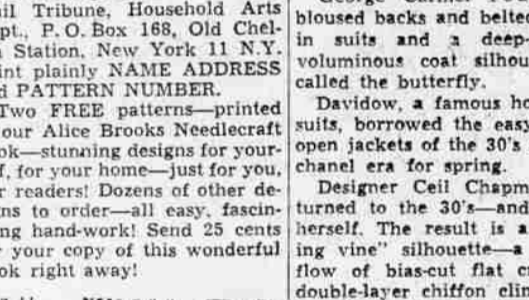 il Tribune, Household Arts
pt., P. O. Box 168, Old Chel-
Station, New York 11 N.Y.
int plainly NAME ADDRESS
d PATTERN NUMBER.
Two FREE patterns—printed
our Alice Brooks Needlecraft
ok—stunning designs for your-
f, for your home—just for you,
r readers! Dozens of other de-
ns to order—all easy, fascin-
ng hand-work! Send 25 cents
your copy of this wonderful
ok right away!
bloused backs and belte
in suits and a deep-
voluminous coat silhou
called the butterfly.
Davidow, a famous ho
suits, borrowed the easy
open jackets of the 30's
chanel era for spring.
Designer Ceil Chapm
turned to the 30's—and
herself. The result is a
ing vine" silhouette—a
flow of bias-cut flat c
double-layer chiffon clin